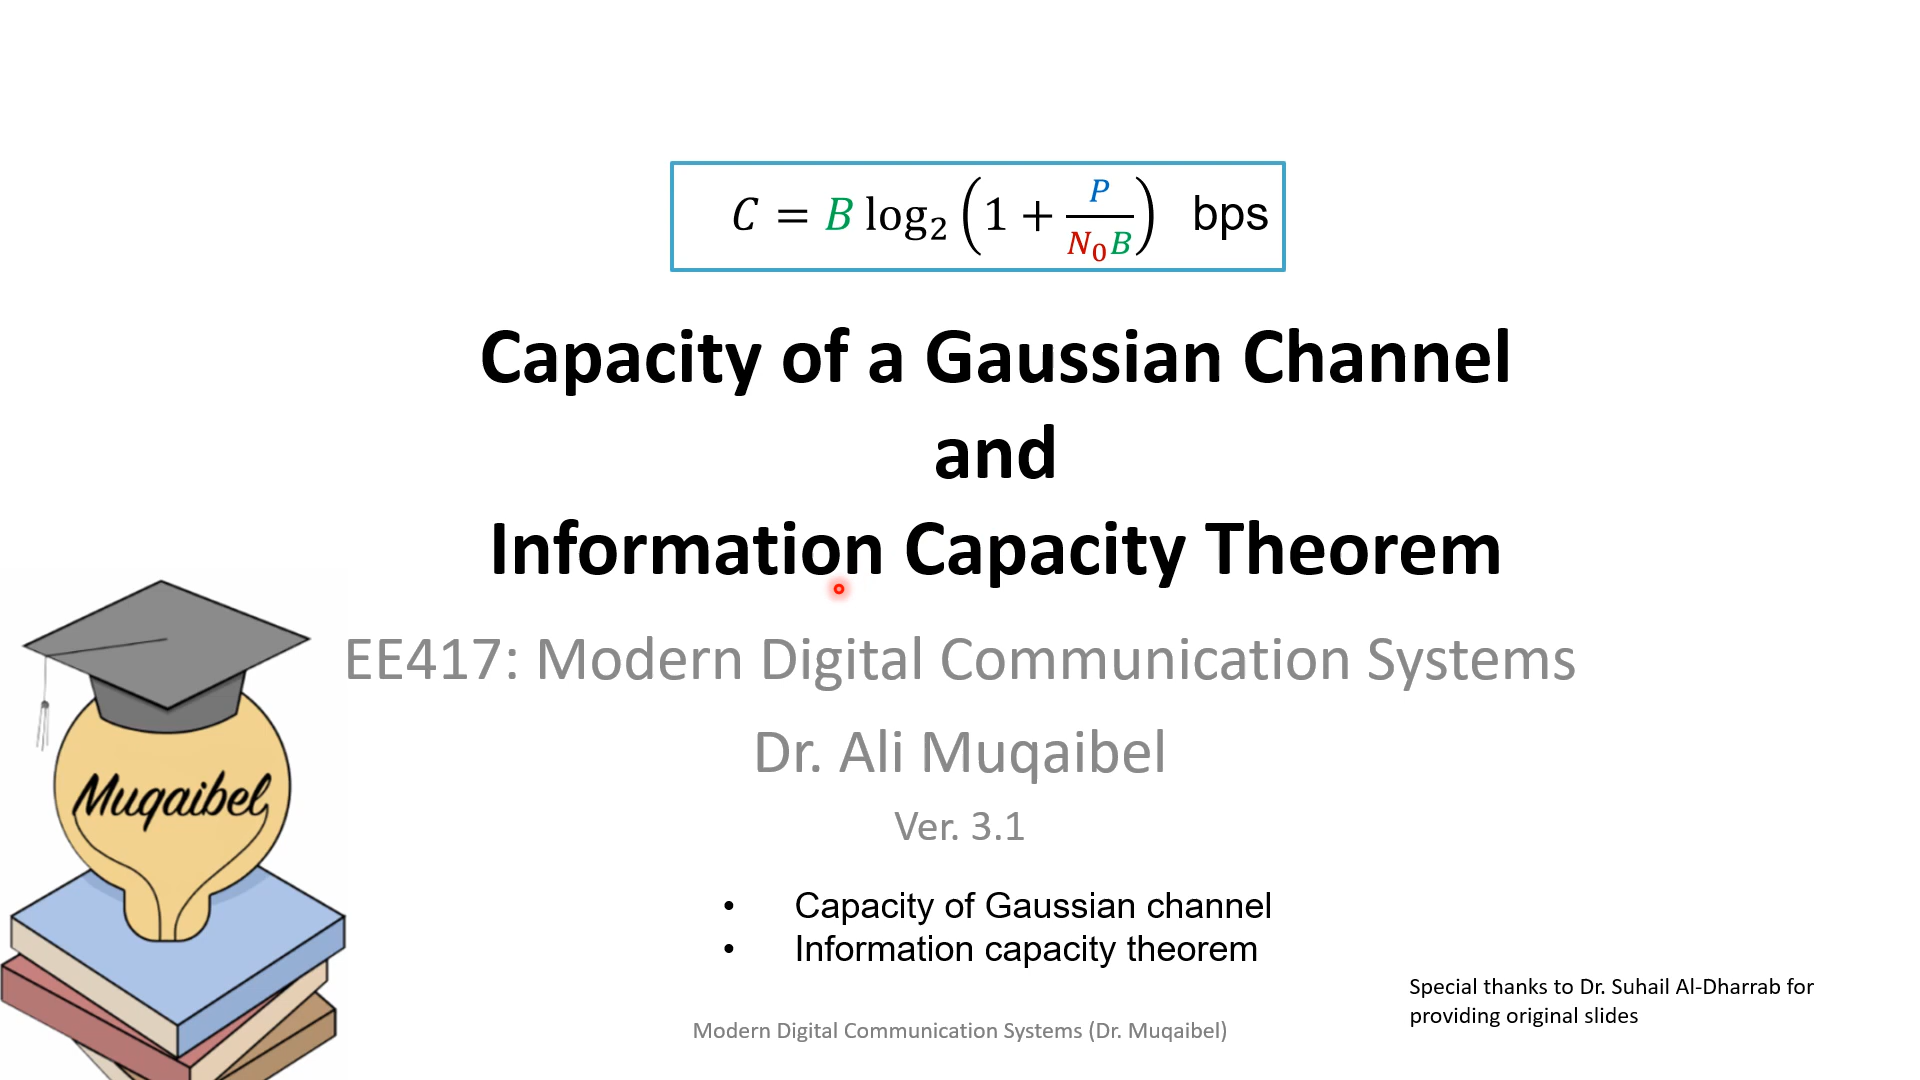 C = B log₂ (1 + P / N₀B) bps
Capacity of a Gaussian Channel
and
Information Capacity Theorem
EE417: Modern Digital Communication Systems
Dr. Ali Muqaibel
Ver. 3.1
Muqaibel
• Capacity of Gaussian channel
• Information capacity theorem
Special thanks to Dr. Suhail Al-Dharrab for
providing original slides
Modern Digital Communication Systems (Dr. Muqaibel)